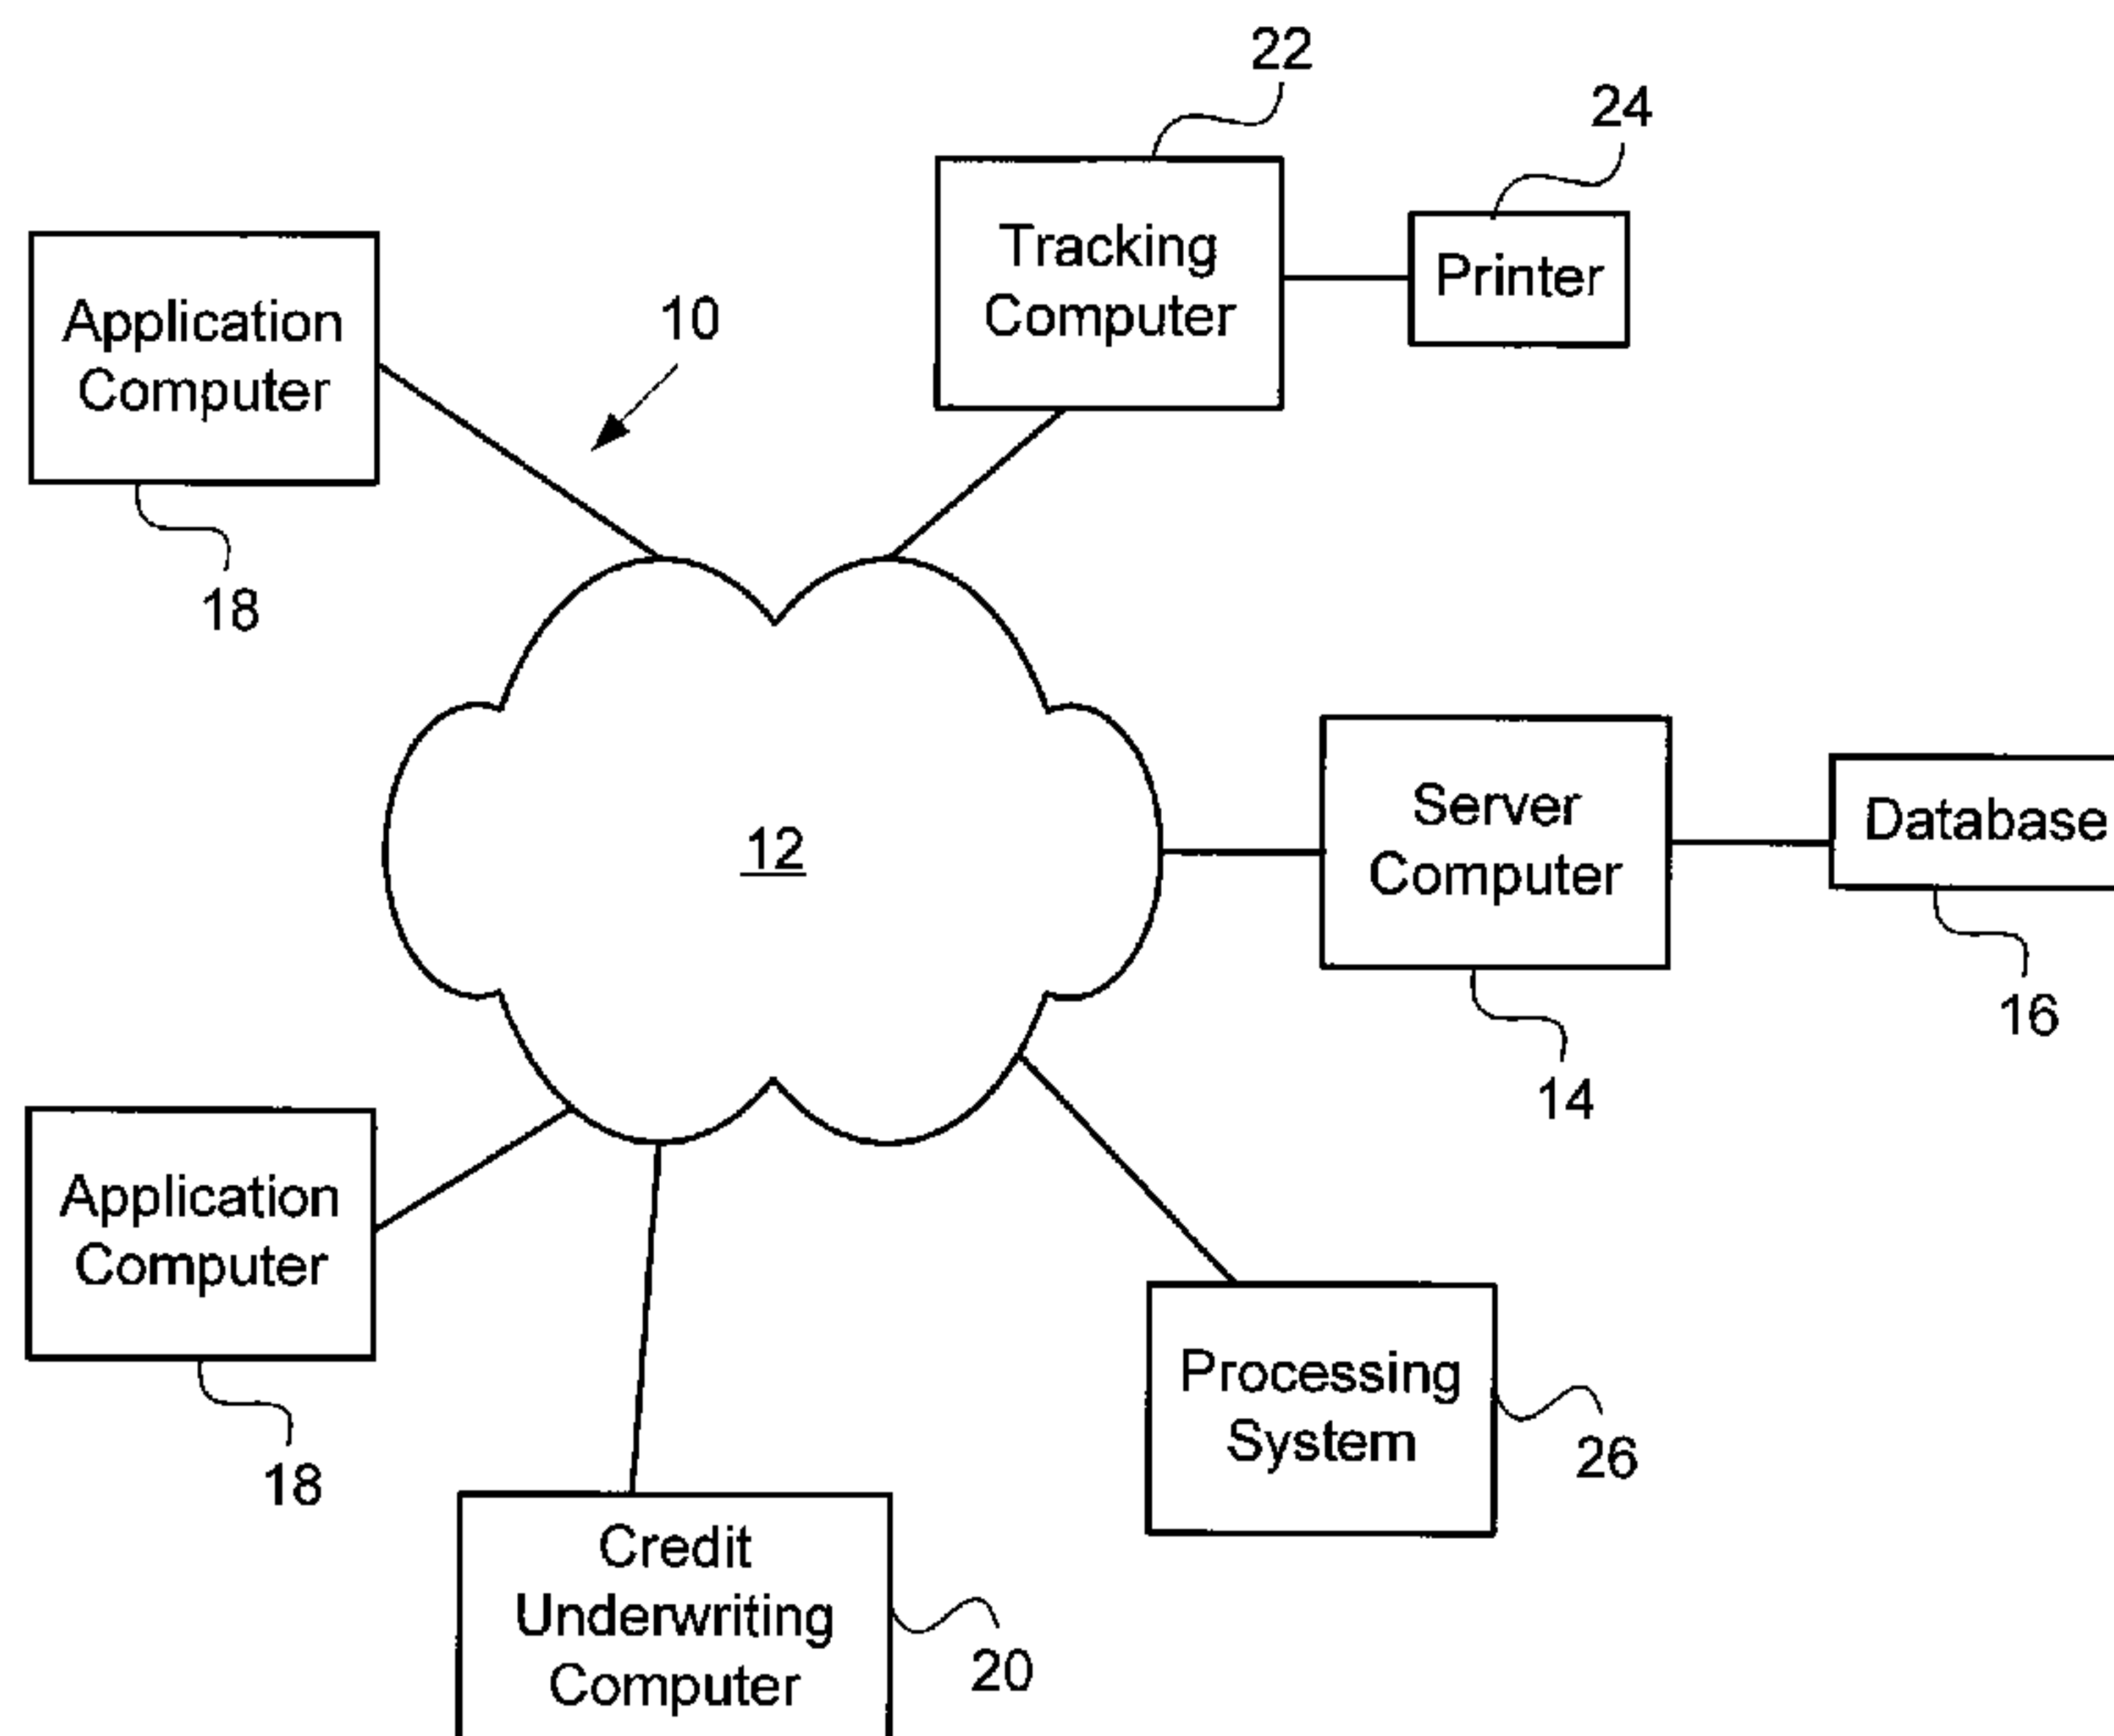 22
24
Tracking
Computer
Printer
Application
Computer
10
18
12
Server
Computer
Database
16
14
Application
Computer
18
Processing
System
26
Credit
Underwriting
Computer
20